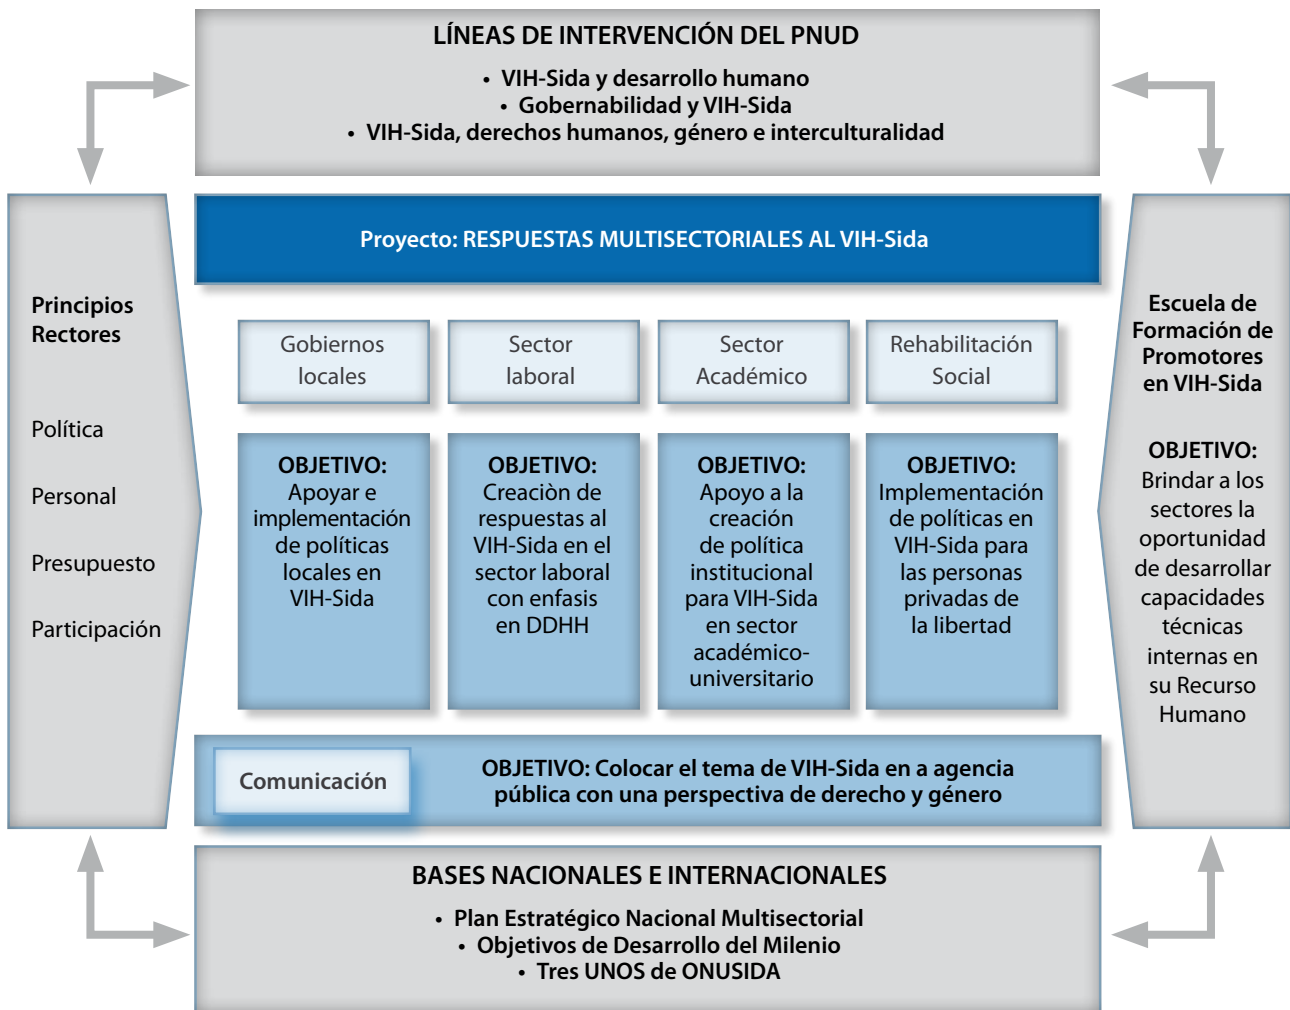 LÍNEAS DE INTERVENCIÓN DEL PNUD
• VIH-Sida y desarrollo humano
• Gobernabilidad y VIH-Sida
• VIH-Sida, derechos humanos, género e interculturalidad
Principios
Rectores
Política
Personal
Presupuesto
Participación
Proyecto: RESPUESTAS MULTISECTORIALES AL VIH-Sida
Gobiernos
locales
OBJETIVO:
Apoyar e
implementación
de políticas
locales en
VIH-Sida
Sector
laboral
OBJETIVO:
Creaciòn de
respuestas al
VIH-Sida en el
sector laboral
con enfasis
en DDHH
Sector
Académico
OBJETIVO:
Apoyo a la
creación
de política
institucional
para VIH-Sida
en sector
académico-
universitario
Rehabilitación
Social
OBJETIVO:
Implementación
de políticas en
VIH-Sida para
las personas
privadas de
la libertad
Escuela de
Formación de
Promotores
en VIH-Sida
OBJETIVO:
Brindar a los
sectores la
oportunidad
de desarrollar
capacidades
técnicas
internas en
su Recurso
Humano
Comunicación
OBJETIVO: Colocar el tema de VIH-Sida en a agencia
pública con una perspectiva de derecho y género
BASES NACIONALES E INTERNACIONALES
• Plan Estratégico Nacional Multisectorial
• Objetivos de Desarrollo del Milenio
• Tres UNOS de ONUSIDA